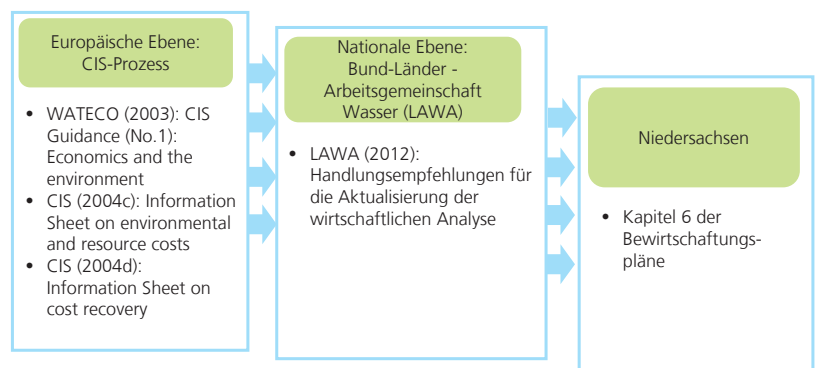 Europäische Ebene:
CIS-Prozess
• WATECO (2003): CIS
Guidance (No.1):
Economics and the
environment
• CIS (2004c): Information
Sheet on environmental
and resource costs
• CIS (2004d):
Information Sheet on
cost recovery
Nationale Ebene:
Bund-Länder -
Arbeitsgemeinschaft
Wasser (LAWA)
• LAWA (2012):
Handlungsempfehlungen für
die Aktualisierung der
wirtschaftlichen Analyse
Niedersachsen
• Kapitel 6 der
Bewirtschaftungs-
pläne